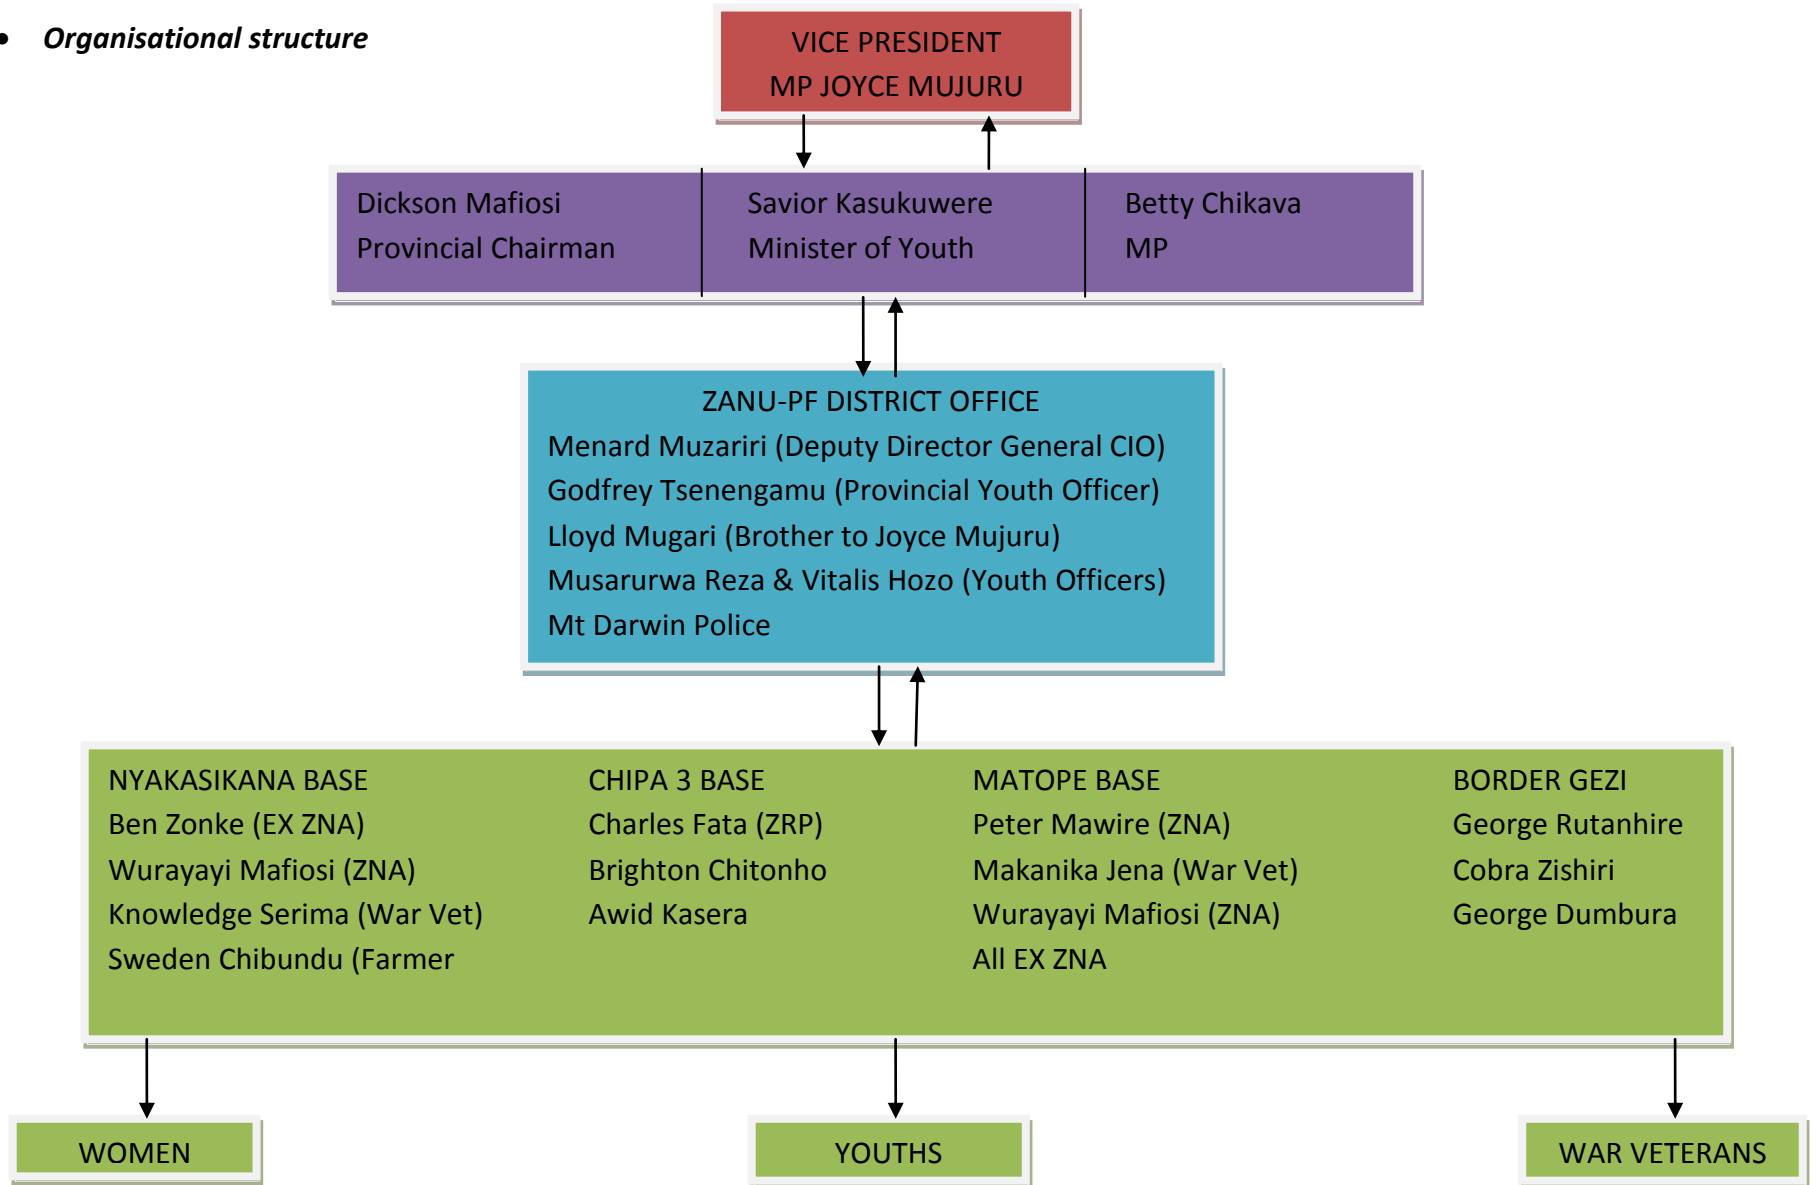 • Organisational structure
VICE PRESIDENT
MP JOYCE MUJURU
Dickson Mafiosi
Provincial Chairman
Savior Kasukuwere
Minister of Youth
Betty Chikava
MP
ZANU-PF DISTRICT OFFICE
Menard Muzariri (Deputy Director General CIO)
Godfrey Tsenengamu (Provincial Youth Officer)
Lloyd Mugari (Brother to Joyce Mujuru)
Musarurwa Reza & Vitalis Hozo (Youth Officers)
Mt Darwin Police
NYAKASIKANA BASE
Ben Zonke (EX ZNA)
Wurayayi Mafiosi (ZNA)
Knowledge Serima (War Vet)
Sweden Chibundu (Farmer
CHIPA 3 BASE
Charles Fata (ZRP)
Brighton Chitonho
Awid Kasera
MATOPE BASE
Peter Mawire (ZNA)
Makanika Jena (War Vet)
Wurayayi Mafiosi (ZNA)
All EX ZNA
BORDER GEZI
George Rutanhire
Cobra Zishiri
George Dumbura
WOMEN
YOUTHS
WAR VETERANS